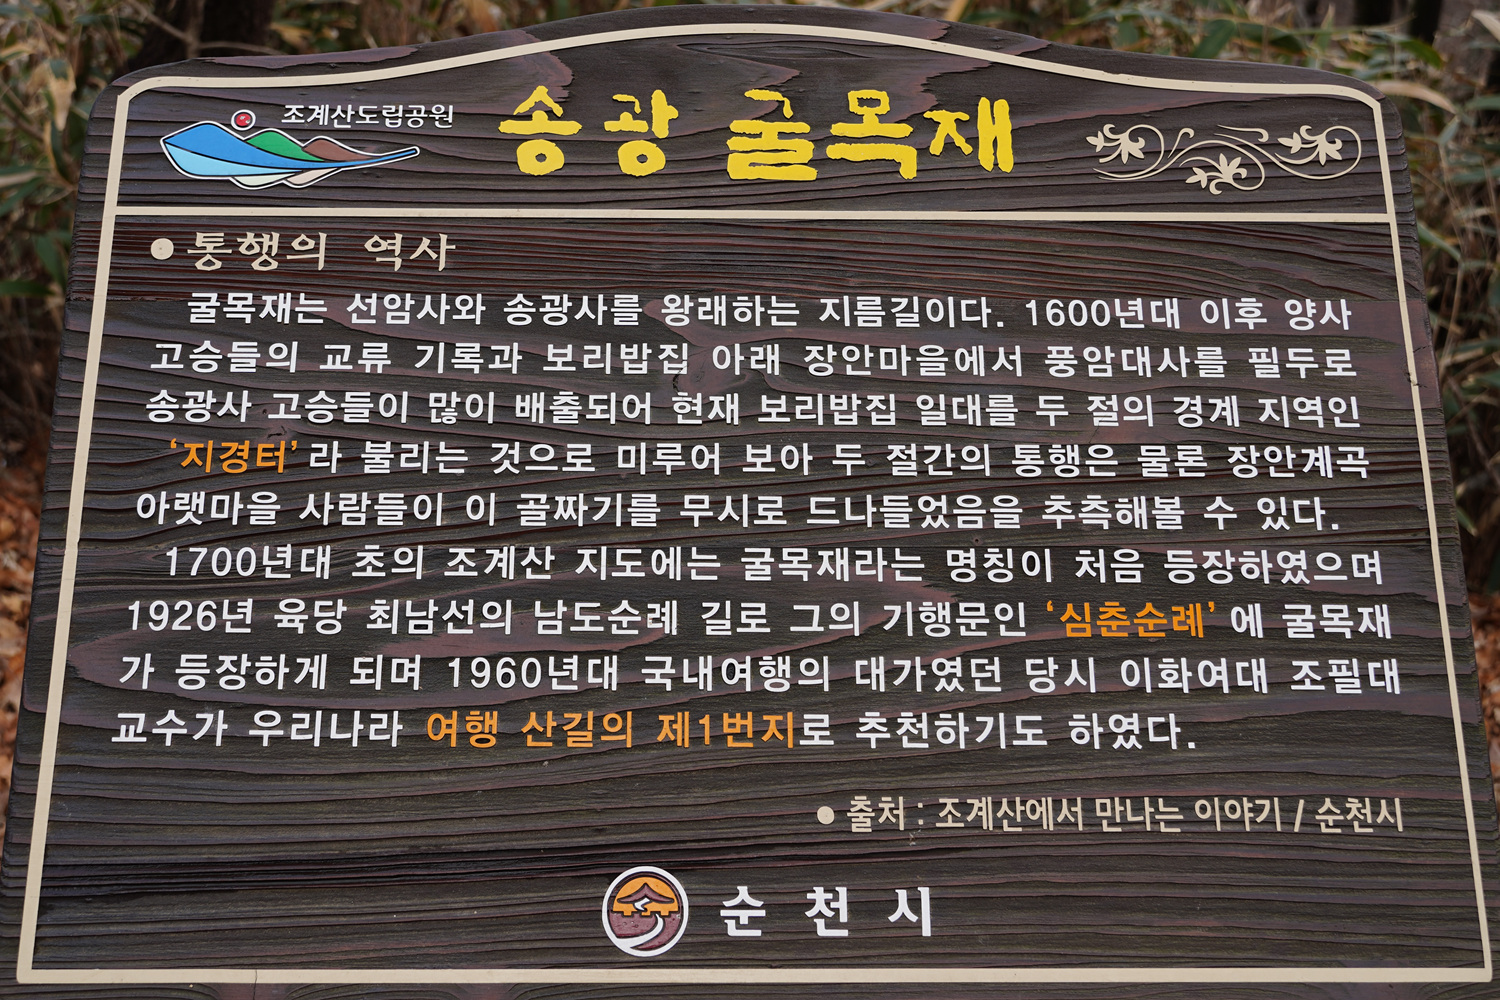 조계산도립공원
송광 굴목재
●통행의 역사
굴목재는 선암사와 송광사를 왕래하는 지름길이다. 1600년대 이후 양사
고승들의 교류 기록과 보리밥집 아래 장안마을에서 풍암대사를 필두로
송광사 고승들이 많이 배출되어 현재 보리밥집 일대를 두 절의 경계 지역인
‘지경터’라 불리는 것으로 미루어 보아 두 절간의 통행은 물론 장안계곡
아랫마을 사람들이 이 골짜기를 무시로 드나들었음을 추측해볼 수 있다.
1700년대 초의 조계산 지도에는 굴목재라는 명칭이 처음 등장하였으며
1926년 육당 최남선의 남도순례 길로 그의 기행문인 ‘심춘순례’에 굴목재
가 등장하게 되며 1960년대 국내여행의 대가였던 당시 이화여대 조필대
교수가 우리나라 여행 산길의 제1번지로 추천하기도 하였다.
● 출처 : 조계산에서 만나는 이야기 / 순천시
순천시